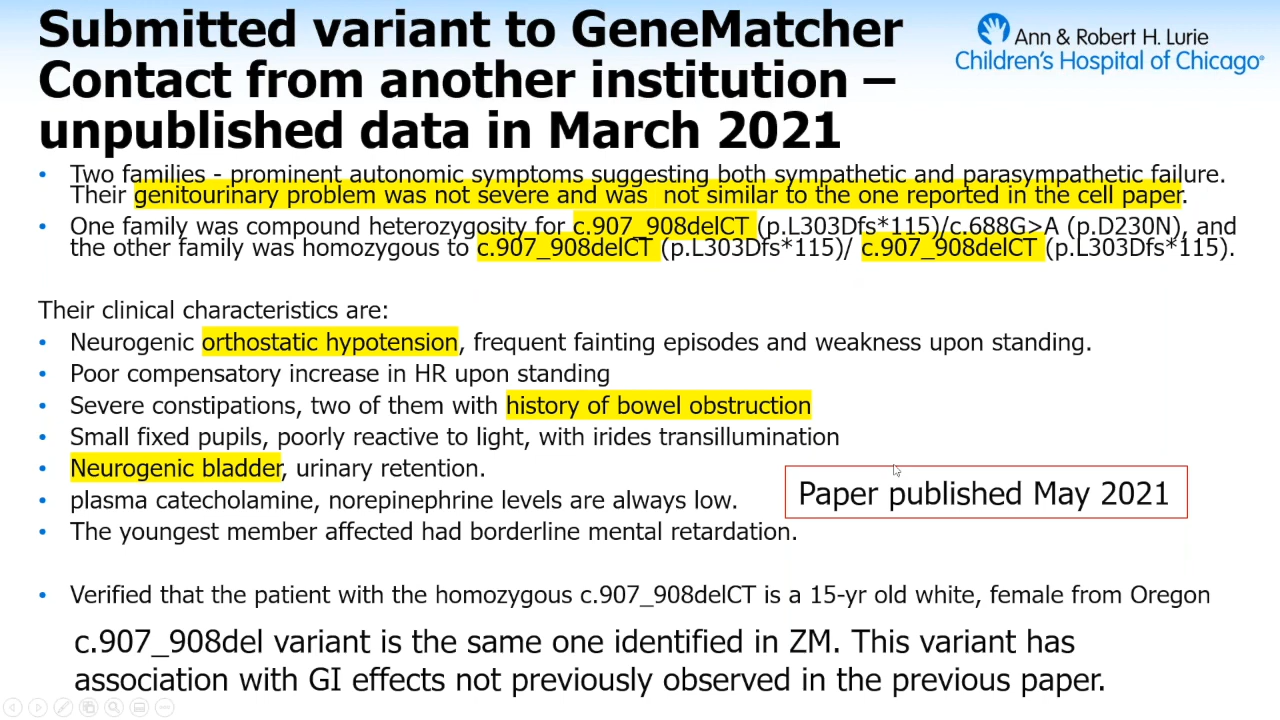 Submitted variant to GeneMatcher
Contact from another institution –
unpublished data in March 2021
Ann & Robert H. Lurie
Children's Hospital of Chicago®
• Two families - prominent autonomic symptoms suggesting both sympathetic and parasympathetic failure.
Their genitourinary problem was not severe and was  not similar to the one reported in the cell paper.
• One family was compound heterozygosity for c.907_908delCT (p.L303Dfs*115)/c.688G>A (p.D230N), and
the other family was homozygous to c.907_908delCT (p.L303Dfs*115)/ c.907_908delCT (p.L303Dfs*115).
Their clinical characteristics are:
• Neurogenic orthostatic hypotension, frequent fainting episodes and weakness upon standing.
• Poor compensatory increase in HR upon standing
• Severe constipations, two of them with history of bowel obstruction
• Small fixed pupils, poorly reactive to light, with irides transillumination
• Neurogenic bladder, urinary retention.
• plasma catecholamine, norepinephrine levels are always low.
Paper published May 2021
• The youngest member affected had borderline mental retardation.
• Verified that the patient with the homozygous c.907_908delCT is a 15-yr old white, female from Oregon
c.907_908del variant is the same one identified in ZM. This variant has
association with GI effects not previously observed in the previous paper.